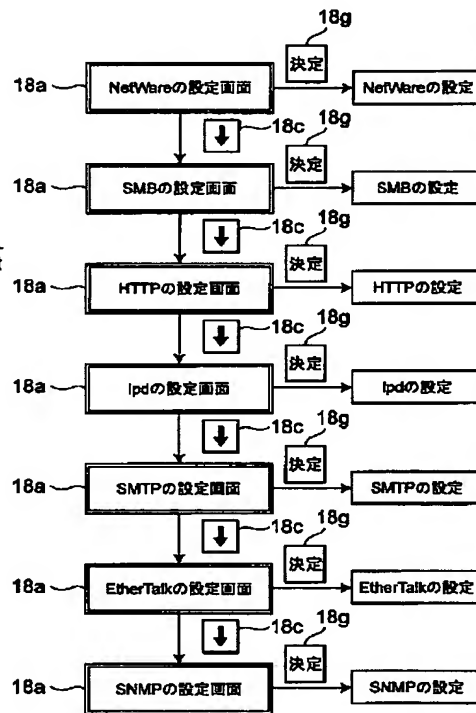 18g
決定
18a
NetWareの設定画面
NetWareの設定
18c
18g
決定
18a
SMBの設定画面
SMBの設定
18c
18g
決定
18a
HTTPの設定画面
HTTPの設定
18c
18g
決定
18a
lpdの設定画面
lpdの設定
18c
18g
決定
18a
SMTPの設定画面
SMTPの設定
18c
18g
決定
18a
EtherTalkの設定画面
EtherTalkの設定
18c
18g
決定
18a
SNMPの設定画面
SNMPの設定